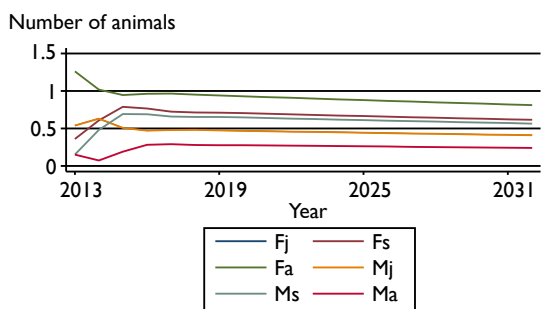 Number of animals
1.5
1
0.5
0
2013 2019 2025 2031
Year
Fj Fs
Fa Mj
Ms Ma